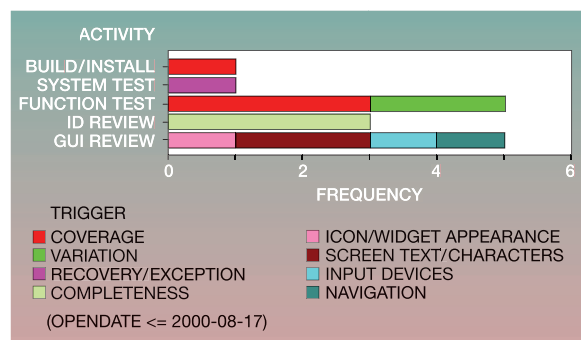 ACTIVITY
BUILD/INSTALL
SYSTEM TEST
FUNCTION TEST
ID REVIEW
GUI REVIEW
0 2 4 6
FREQUENCY
TRIGGER
COVERAGE
VARIATION
RECOVERY/EXCEPTION
COMPLETENESS
ICON/WIDGET APPEARANCE
SCREEN TEXT/CHARACTERS
INPUT DEVICES
NAVIGATION
(OPENDATE <= 2000-08-17)